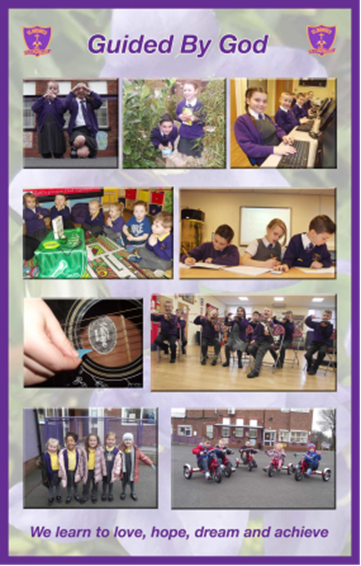 Guided By God
We learn to love, hope, dream and achieve